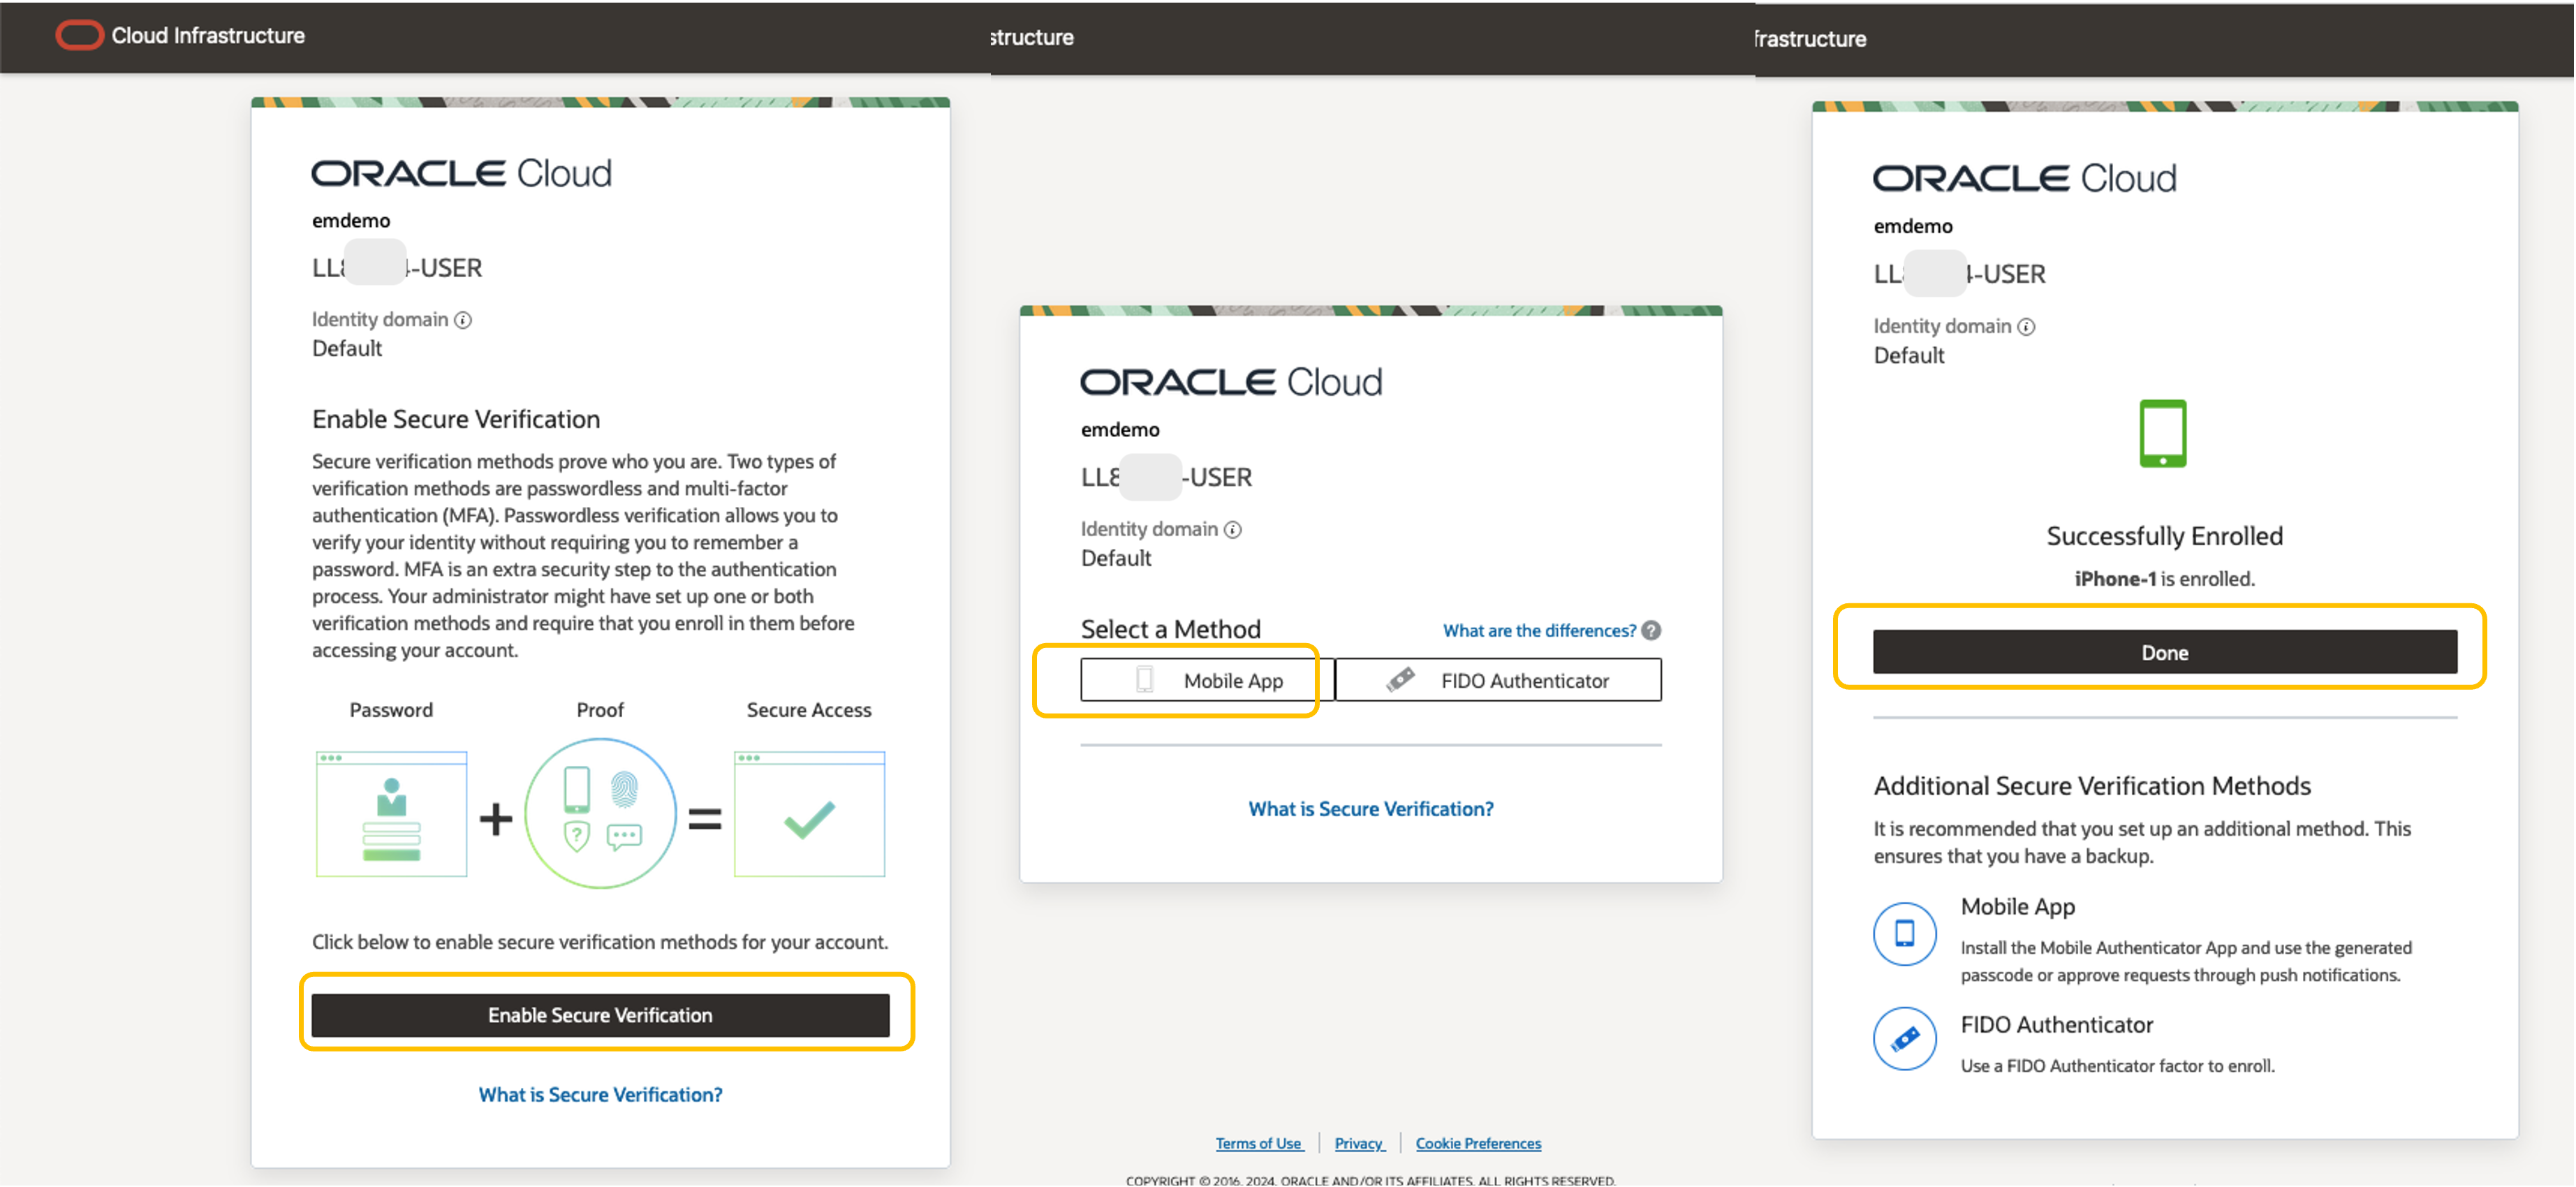 Cloud Infrastructure
ORACLE Cloud
emdemo
LL8 -USER
Identity domain
Default
Enable Secure Verification
Secure verification methods prove who you are. Two types of
verification methods are passwordless and multi-factor
authentication (MFA). Passwordless verification allows you to
verify your identity without requiring you to remember a
password. MFA is an extra security step to the authentication
process. Your administrator might have set up one or both
verification methods and require that you enroll in them before
accessing your account.
Password Proof Secure Access
Click below to enable secure verification methods for your account.
Enable Secure Verification
What is Secure Verification?
structure
ORACLE Cloud
emdemo
LL8 -USER
Identity domain
Default
Select a Method What are the differences?
Mobile App FIDO Authenticator
What is Secure Verification?
Terms of Use Privacy Cookie Preferences
COPYRIGHT © 2016, 2024, ORACLE AND/OR ITS AFFILIATES. ALL RIGHTS RESERVED.
frastructure
ORACLE Cloud
emdemo
LL 4-USER
Identity domain
Default
Successfully Enrolled
iPhone-1 is enrolled.
Done
Additional Secure Verification Methods
It is recommended that you set up an additional method. This
ensures that you have a backup.
Mobile App
Install the Mobile Authenticator App and use the generated
passcode or approve requests through push notifications.
FIDO Authenticator
Use a FIDO Authenticator factor to enroll.